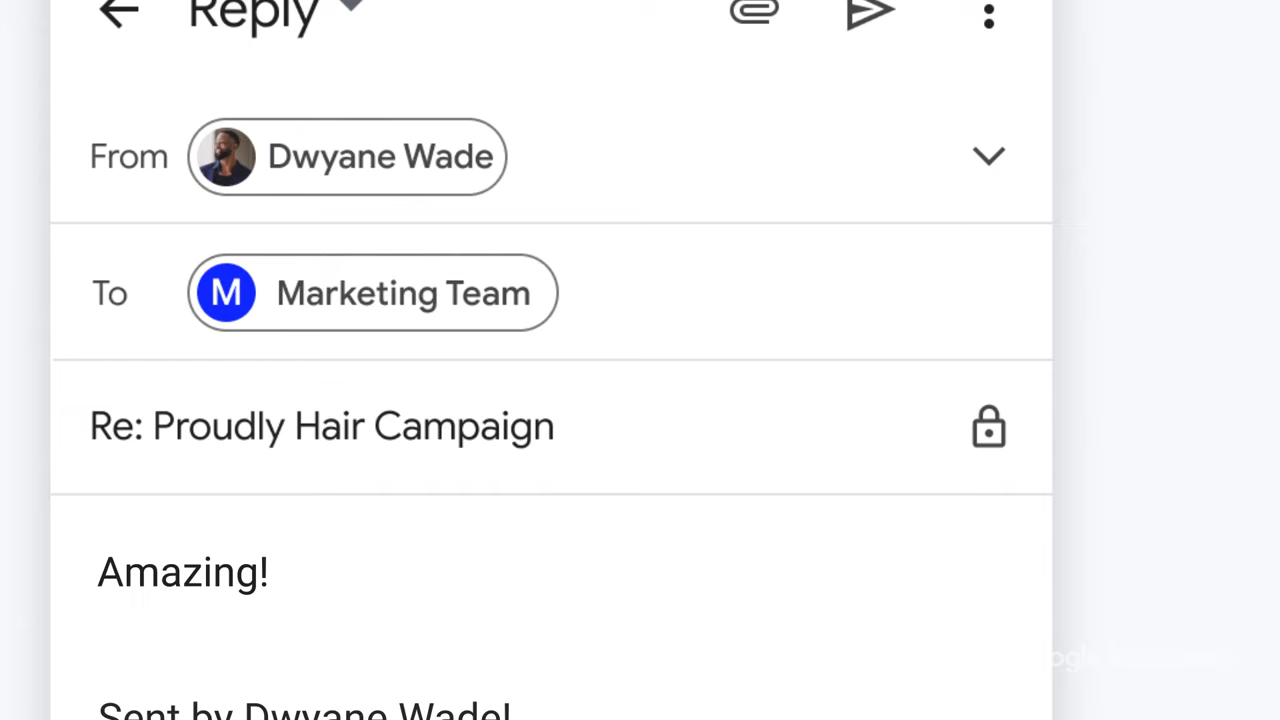 Reply
From Dwyane Wade
To M Marketing Team
Re: Proudly Hair Campaign
Amazing!
Sent by Dwyane Wade!